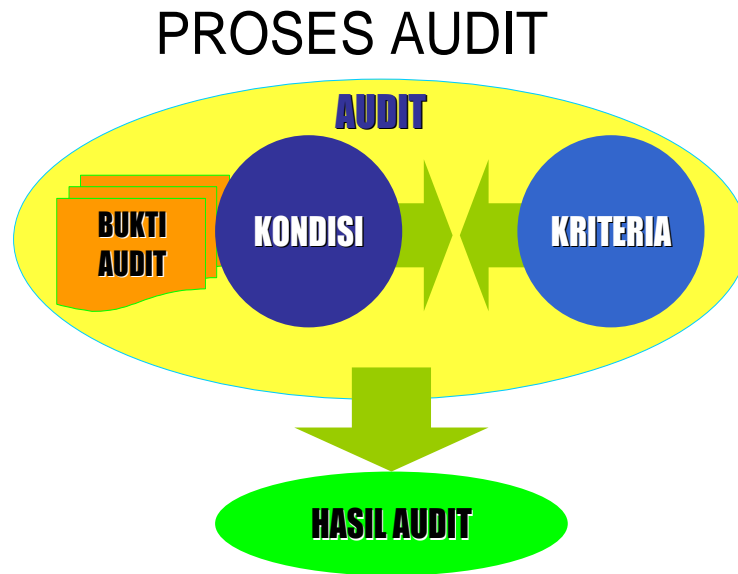 PROSES AUDIT
AUDIT
BUKTI
AUDIT
KONDISI
KRITERIA
HASIL AUDIT